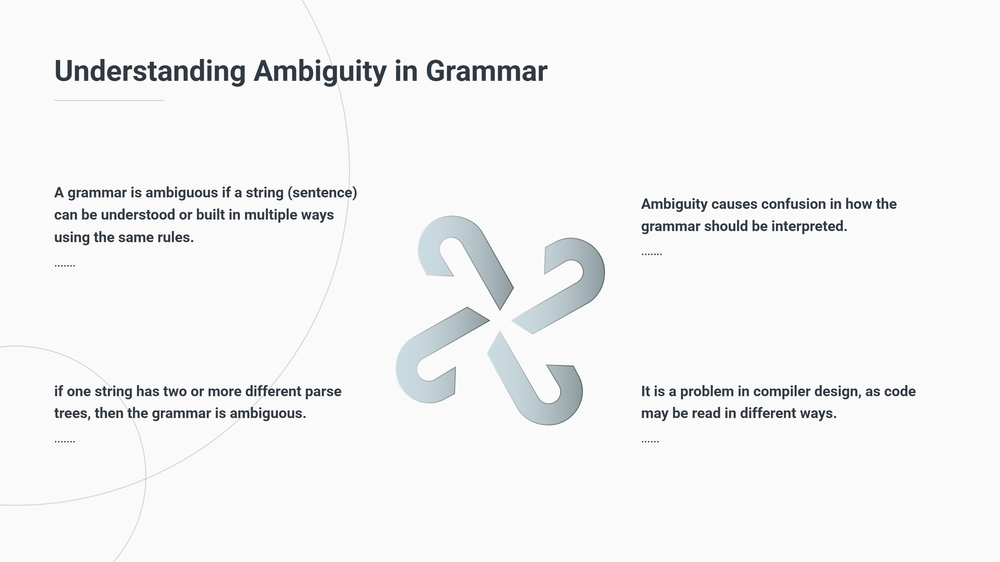 Understanding Ambiguity in Grammar
A grammar is ambiguous if a string (sentence)
can be understood or built in multiple ways
using the same rules.
.......
Ambiguity causes confusion in how the
grammar should be interpreted.
.......
if one string has two or more different parse
trees, then the grammar is ambiguous.
.......
It is a problem in compiler design, as code
may be read in different ways.
......